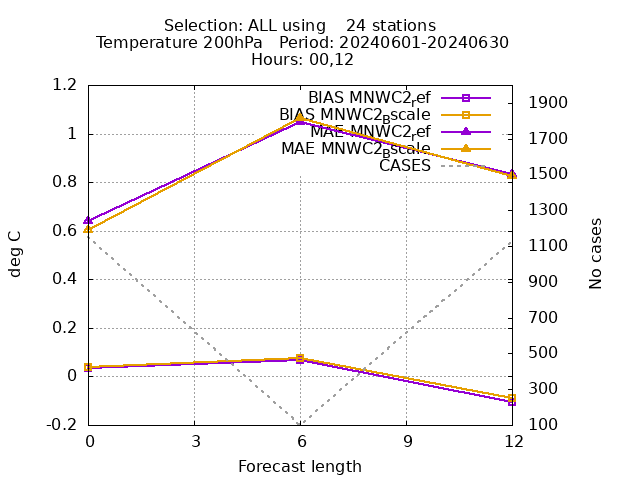 Selection: ALL using    24 stations
Temperature 200hPa   Period: 20240601-20240630
Hours: 00,12
BIAS MNWC2_ref
BIAS MNWC2_Bscale
MAE MNWC2_ref
MAE MNWC2_Bscale
CASES
deg C
1.2
1
0.8
0.6
0.4
0.2
0
-0.2
1900
1700
1500
1300
1100
900
700
500
300
100
No cases
0 3 6 9 12
Forecast length